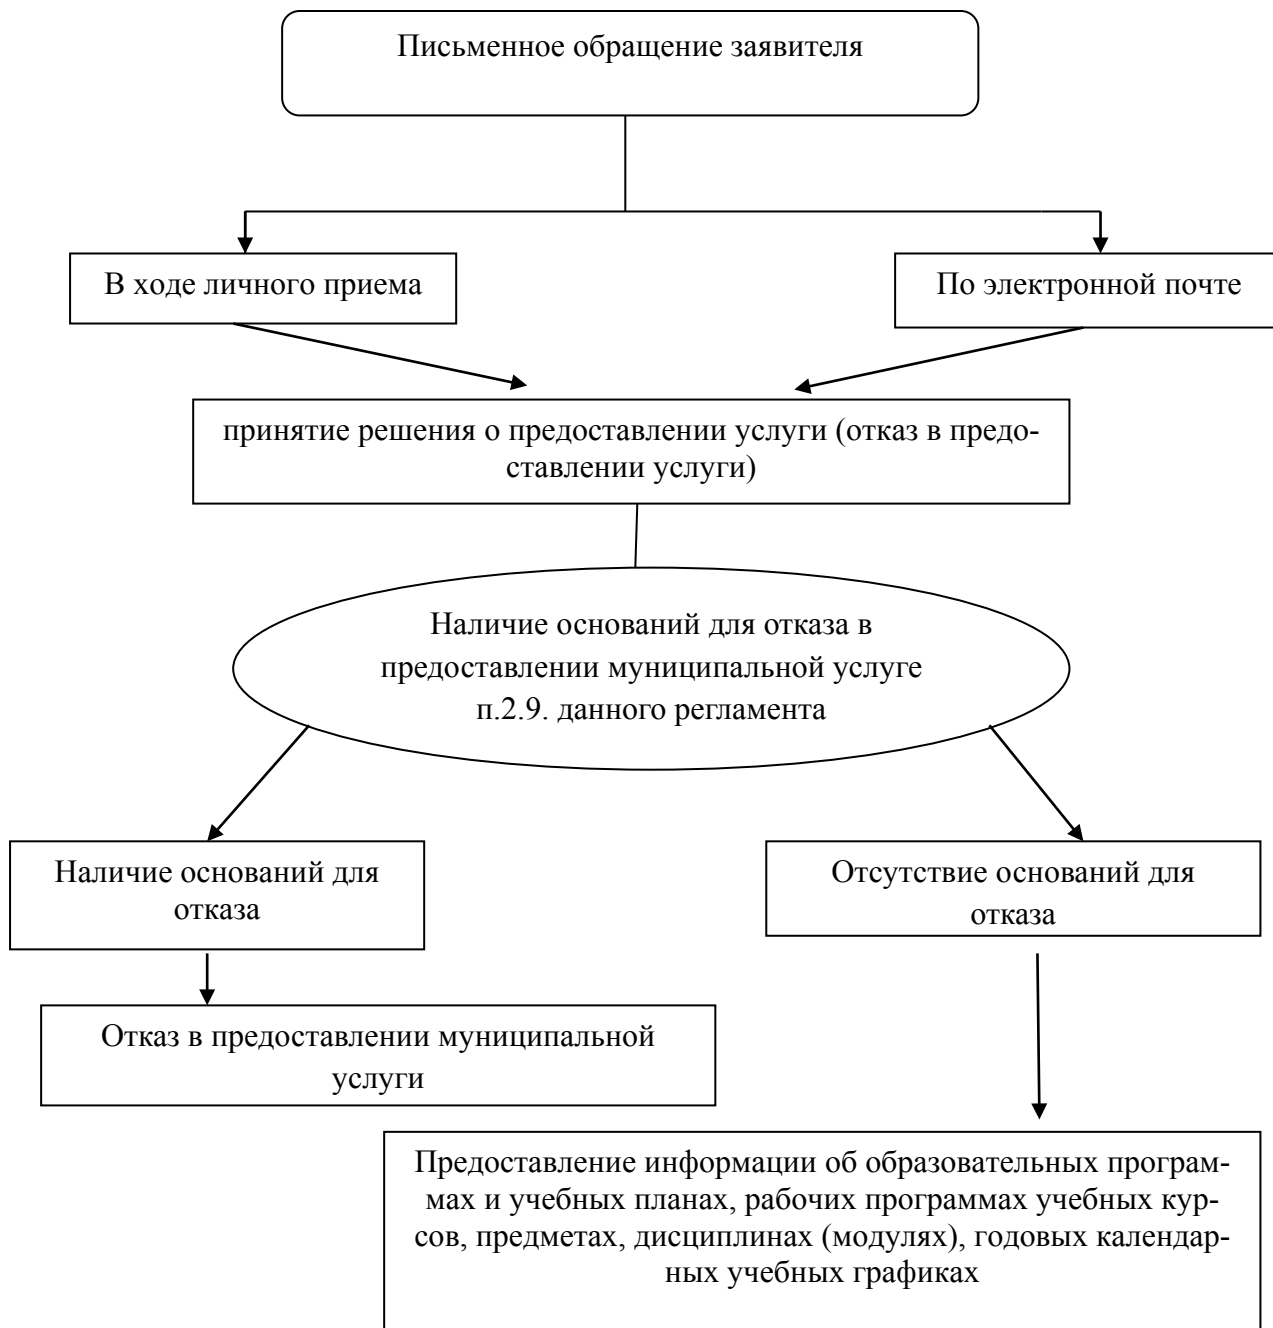 Письменное обращение заявителя
В ходе личного приема
По электронной почте
принятие решения о предоставлении услуги (отказ в предо-
ставлении услуги)
Наличие оснований для отказа в
предоставлении муниципальной услуге
п.2.9. данного регламента
Наличие оснований для
отказа
Отсутствие оснований для
отказа
Отказ в предоставлении муниципальной
услуги
Предоставление информации об образовательных програм-
мах и учебных планах, рабочих программах учебных кур-
сов, предметах, дисциплинах (модулях), годовых календар-
ных учебных графиках